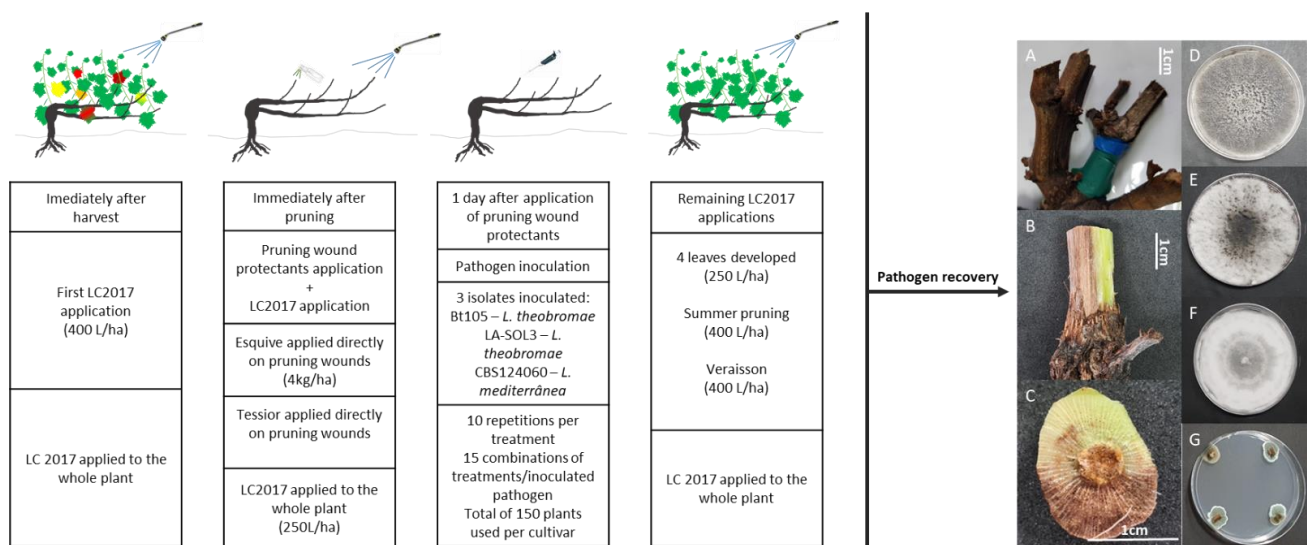 Imediately after
harvest
First LC2017
application
(400 L/ha)
LC 2017 applied to the
whole plant
Immediately after
pruning
Pruning wound
protectants application
+
LC2017 application
Esquive applied directly
on pruning wounds
(4kg/ha)
Tessior applied directly
on pruning wounds
LC2017 applied to the
whole plant
(250L/ha)
1 day after application
of pruning wound
protectants
Pathogen inoculation
3 isolates inoculated:
Bt105 – L. theobromae
LA-SOL3 – L.
theobromae
CBS124060 – L.
mediterrânea
10 repetitions per
treatment
15 combinations of
treatments/inoculated
pathogen
Total of 150 plants
used per cultivar
Remaining LC2017
applications
4 leaves developed
(250 L/ha)
Summer pruning
(400 L/ha)
Veraisson
(400 L/ha)
LC 2017 applied to the
whole plant
Pathogen recovery
A
1cm
B
1cm
C
1cm
D
E
F
G